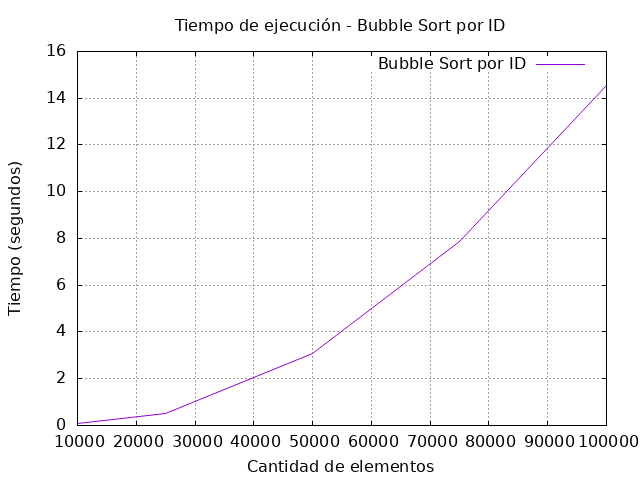 Tiempo de ejecución - Bubble Sort por ID
Bubble Sort por ID
Tiempo (segundos)
16
14
12
10
8
6
4
2
0
10000 20000 30000 40000 50000 60000 70000 80000 90000 100000
Cantidad de elementos